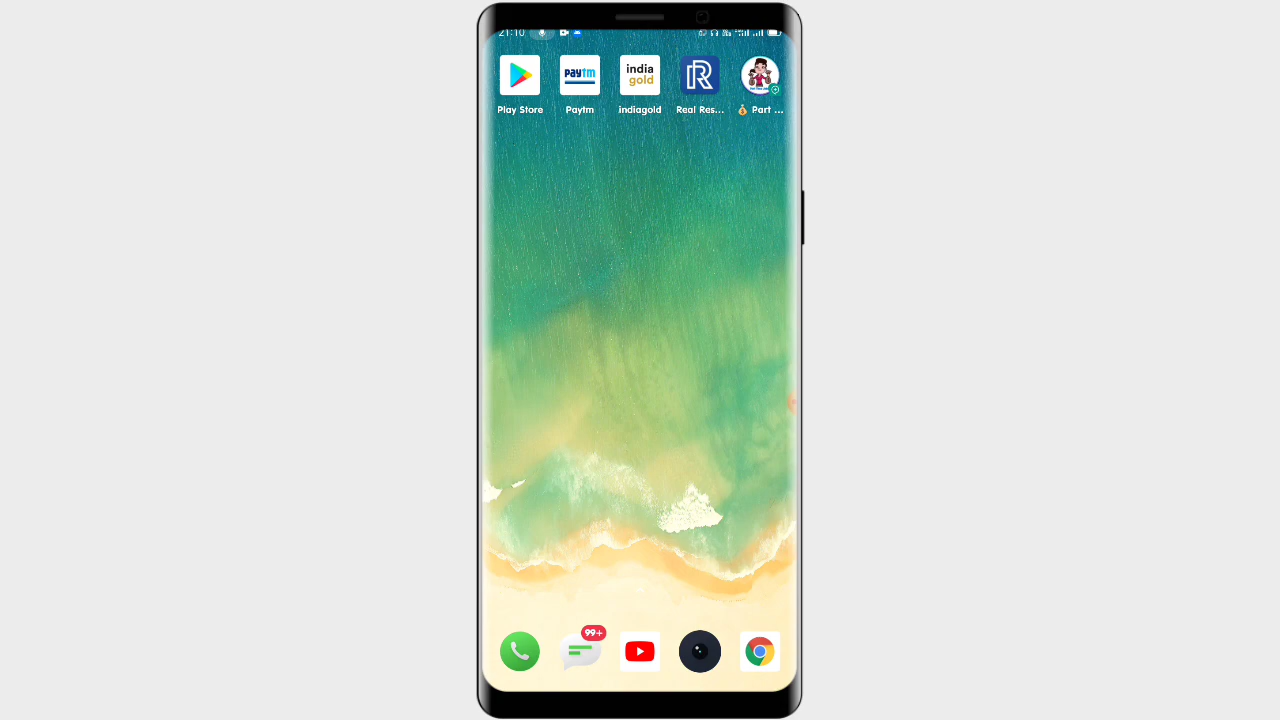 21:10
Paytm
india
gold
Play Store
Paytm
indiagold
Real Res...
💰 Part ...
99+